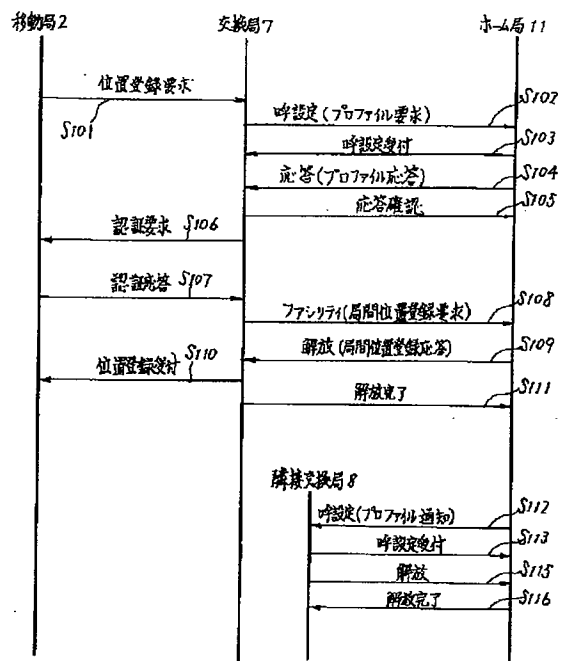 移動局2
交換局7
ホーム局11
位置登録要求
S101
S102
呼設定(プロファイル要求)
S103
呼設定受付
S104
応答(プロファイル応答)
S105
応答確認
認証要求
S106
認証応答
S107
S108
ファシリティ(局間位置登録要求)
S109
解放(局間位置登録応答)
S110
位置登録受付
S111
解放完了
隣接交換局8
S112
呼設定(プロファイル通知)
S113
呼設定受付
S115
解放
S116
解放完了